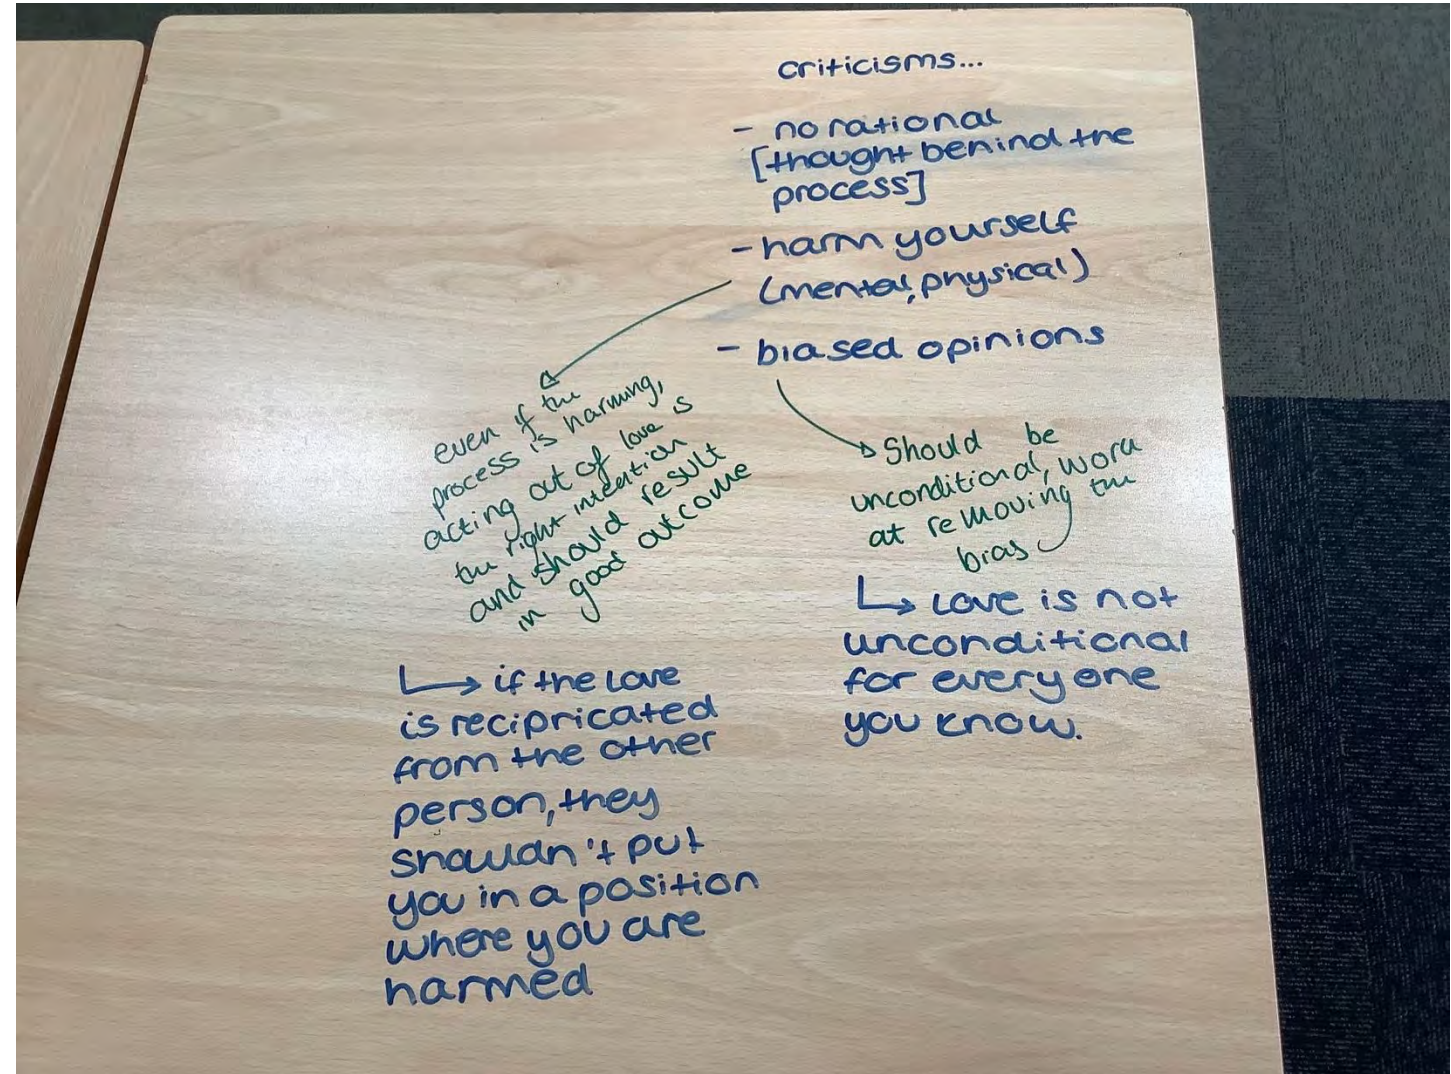 criticisms...
- no rational
[thought behind the
process]
- harm yourself
(mental, physical)
- biased opinions
even if the
process is harming,
acting out of love is
the right intention
and should result
in good outcome
Should be
unconditional, work
at removing the
bias
↳ love is not
unconditional
for everyone
you know.
↳ if the love
is recipricated
from the other
person, they
shouldn't put
you in a position
where you are
harmed